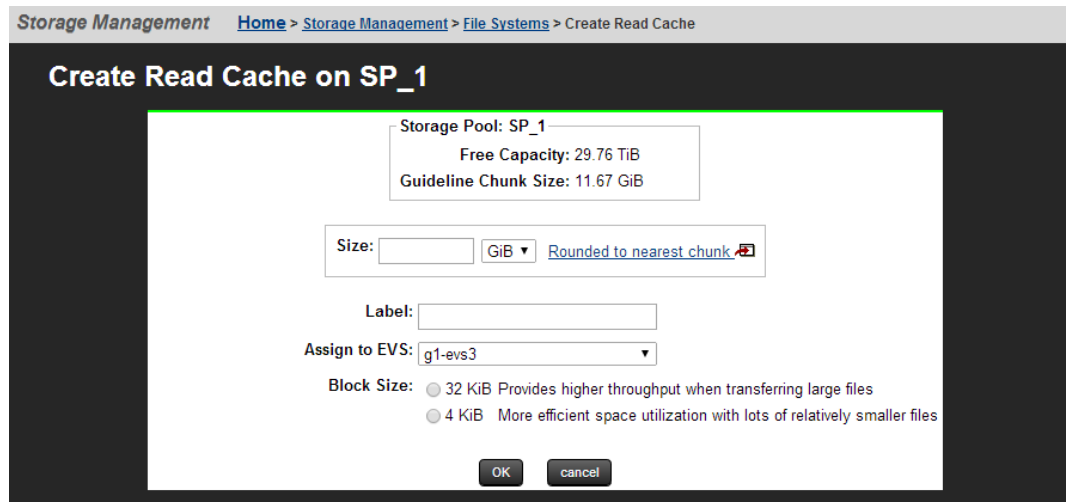 Storage Management Home > Storage Management > File Systems > Create Read Cache
Create Read Cache on SP_1
Storage Pool: SP_1
Free Capacity: 29.76 TiB
Guideline Chunk Size: 11.67 GiB
Size: GiB Rounded to nearest chunk
Label:
Assign to EVS: g1-evs3
Block Size: 32 KiB Provides higher throughput when transferring large files
4 KiB More efficient space utilization with lots of relatively smaller files
OK cancel